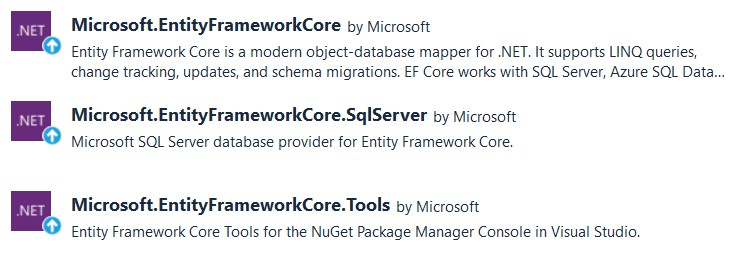 .NET
Microsoft.EntityFrameworkCore by Microsoft
Entity Framework Core is a modern object-database mapper for .NET. It supports LINQ queries,
change tracking, updates, and schema migrations. EF Core works with SQL Server, Azure SQL Data...
.NET
Microsoft.EntityFrameworkCore.SqlServer by Microsoft
Microsoft SQL Server database provider for Entity Framework Core.
.NET
Microsoft.EntityFrameworkCore.Tools by Microsoft
Entity Framework Core Tools for the NuGet Package Manager Console in Visual Studio.